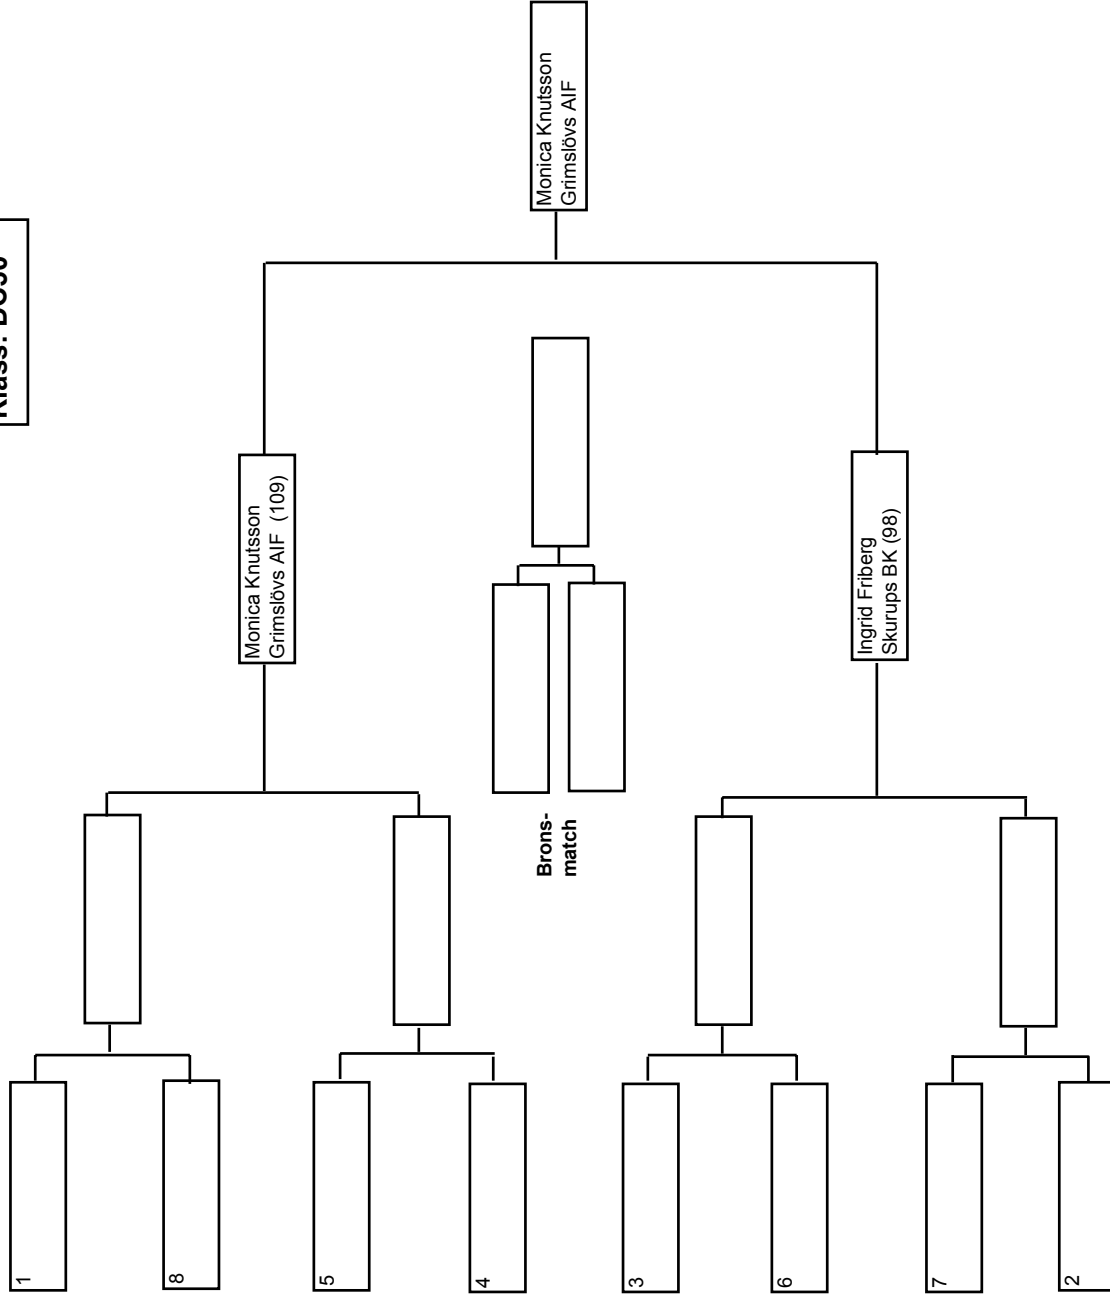 Klass:
1
8
Monica Knutsson
Grimslövs AIF (109)
5
4
Monica Knutsson
Grimslövs AIF
Brons-
match
3
6
Ingrid Friberg
Skurups BK (98)
7
2